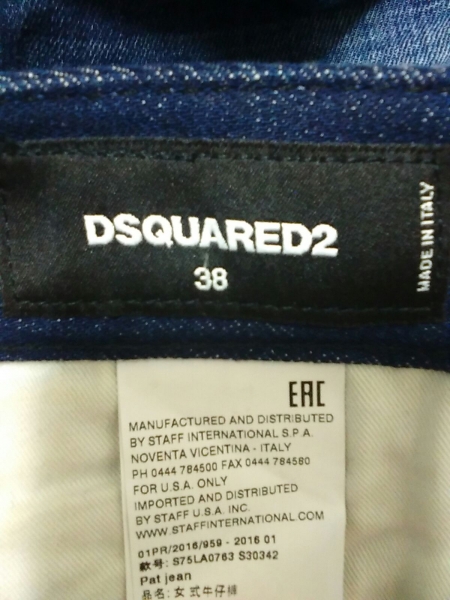 DSQUARED2
38
MADE IN ITALY
EAC
MANUFACTURED AND DISTRIBUTED
BY STAFF INTERNATIONAL S.P.A.
NOVENTA VICENTINA - ITALY
PH 0444 784500 FAX 0444 784580
FOR U.S.A. ONLY
IMPORTED AND DISTRIBUTED
BY STAFF U.S.A. INC.
WWW.STAFFINTERNATIONAL.COM
01PR/2016/959 - 2016 01
款号: S75LA0763 S30342
Pat jean
品名: 女式牛仔裤